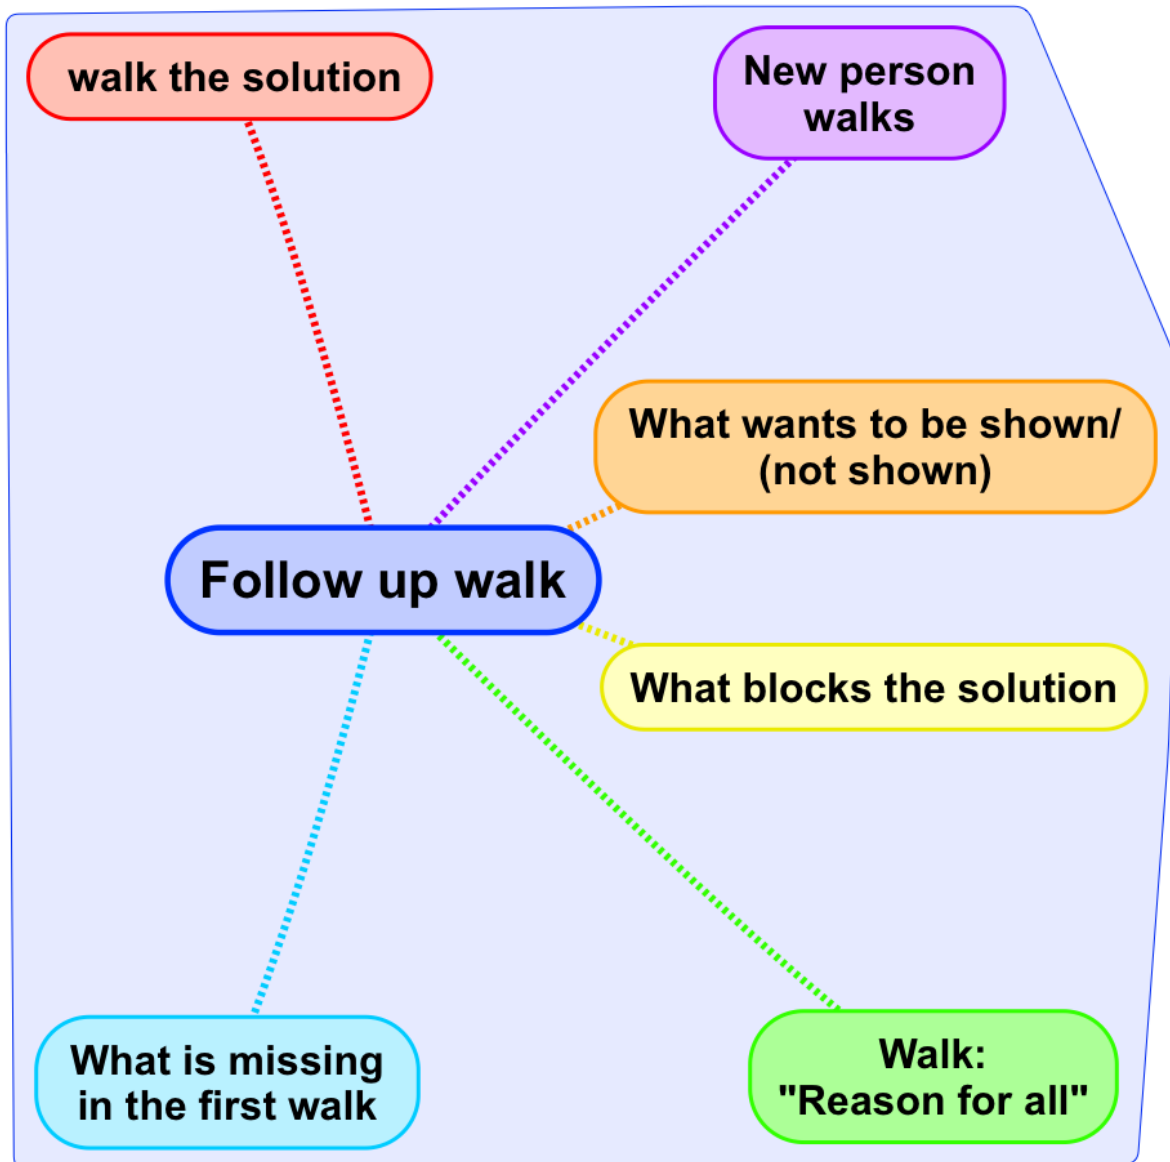 walk the solution
New person
walks
What wants to be shown/
(not shown)
Follow up walk
What blocks the solution
What is missing
in the first walk
Walk:
"Reason for all"